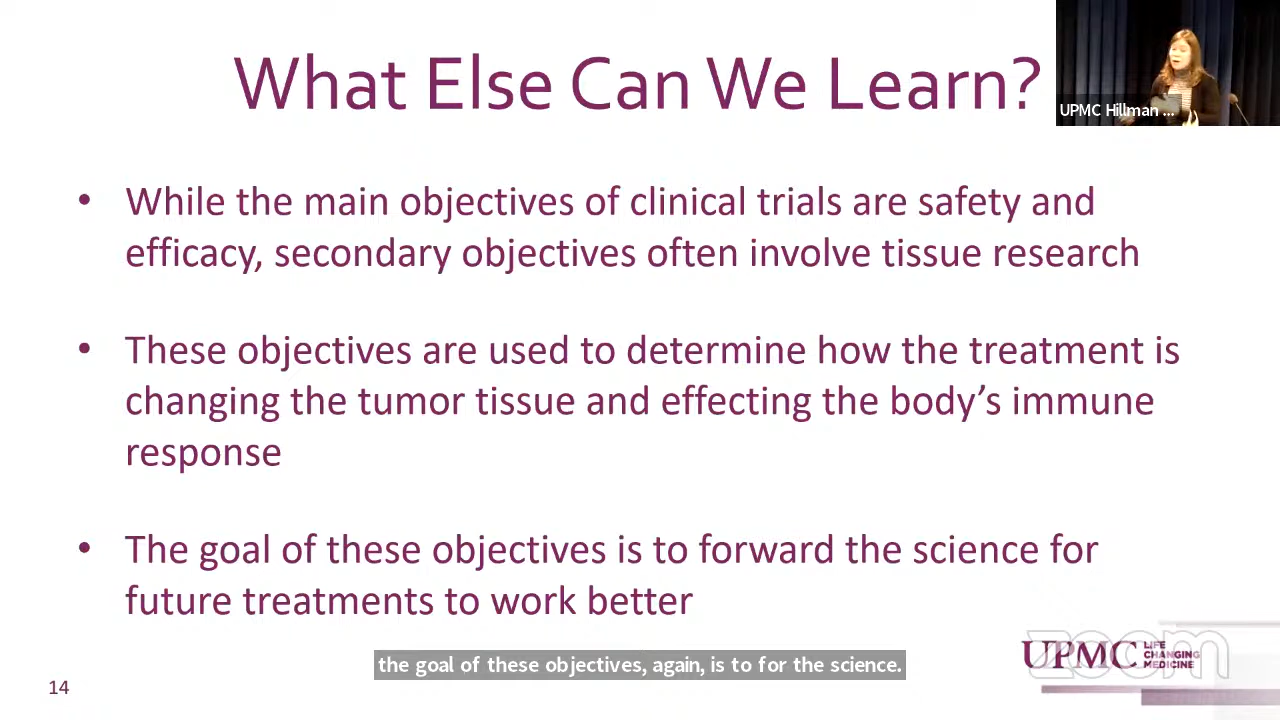 What Else Can We Learn?
UPMC Hillman ...
• While the main objectives of clinical trials are safety and
efficacy, secondary objectives often involve tissue research
• These objectives are used to determine how the treatment is
changing the tumor tissue and effecting the body’s immune
response
• The goal of these objectives is to forward the science for
future treatments to work better
the goal of these objectives, again, is to for the science.
UPMC LIFE
CHANGING
MEDICINE
zoom
14